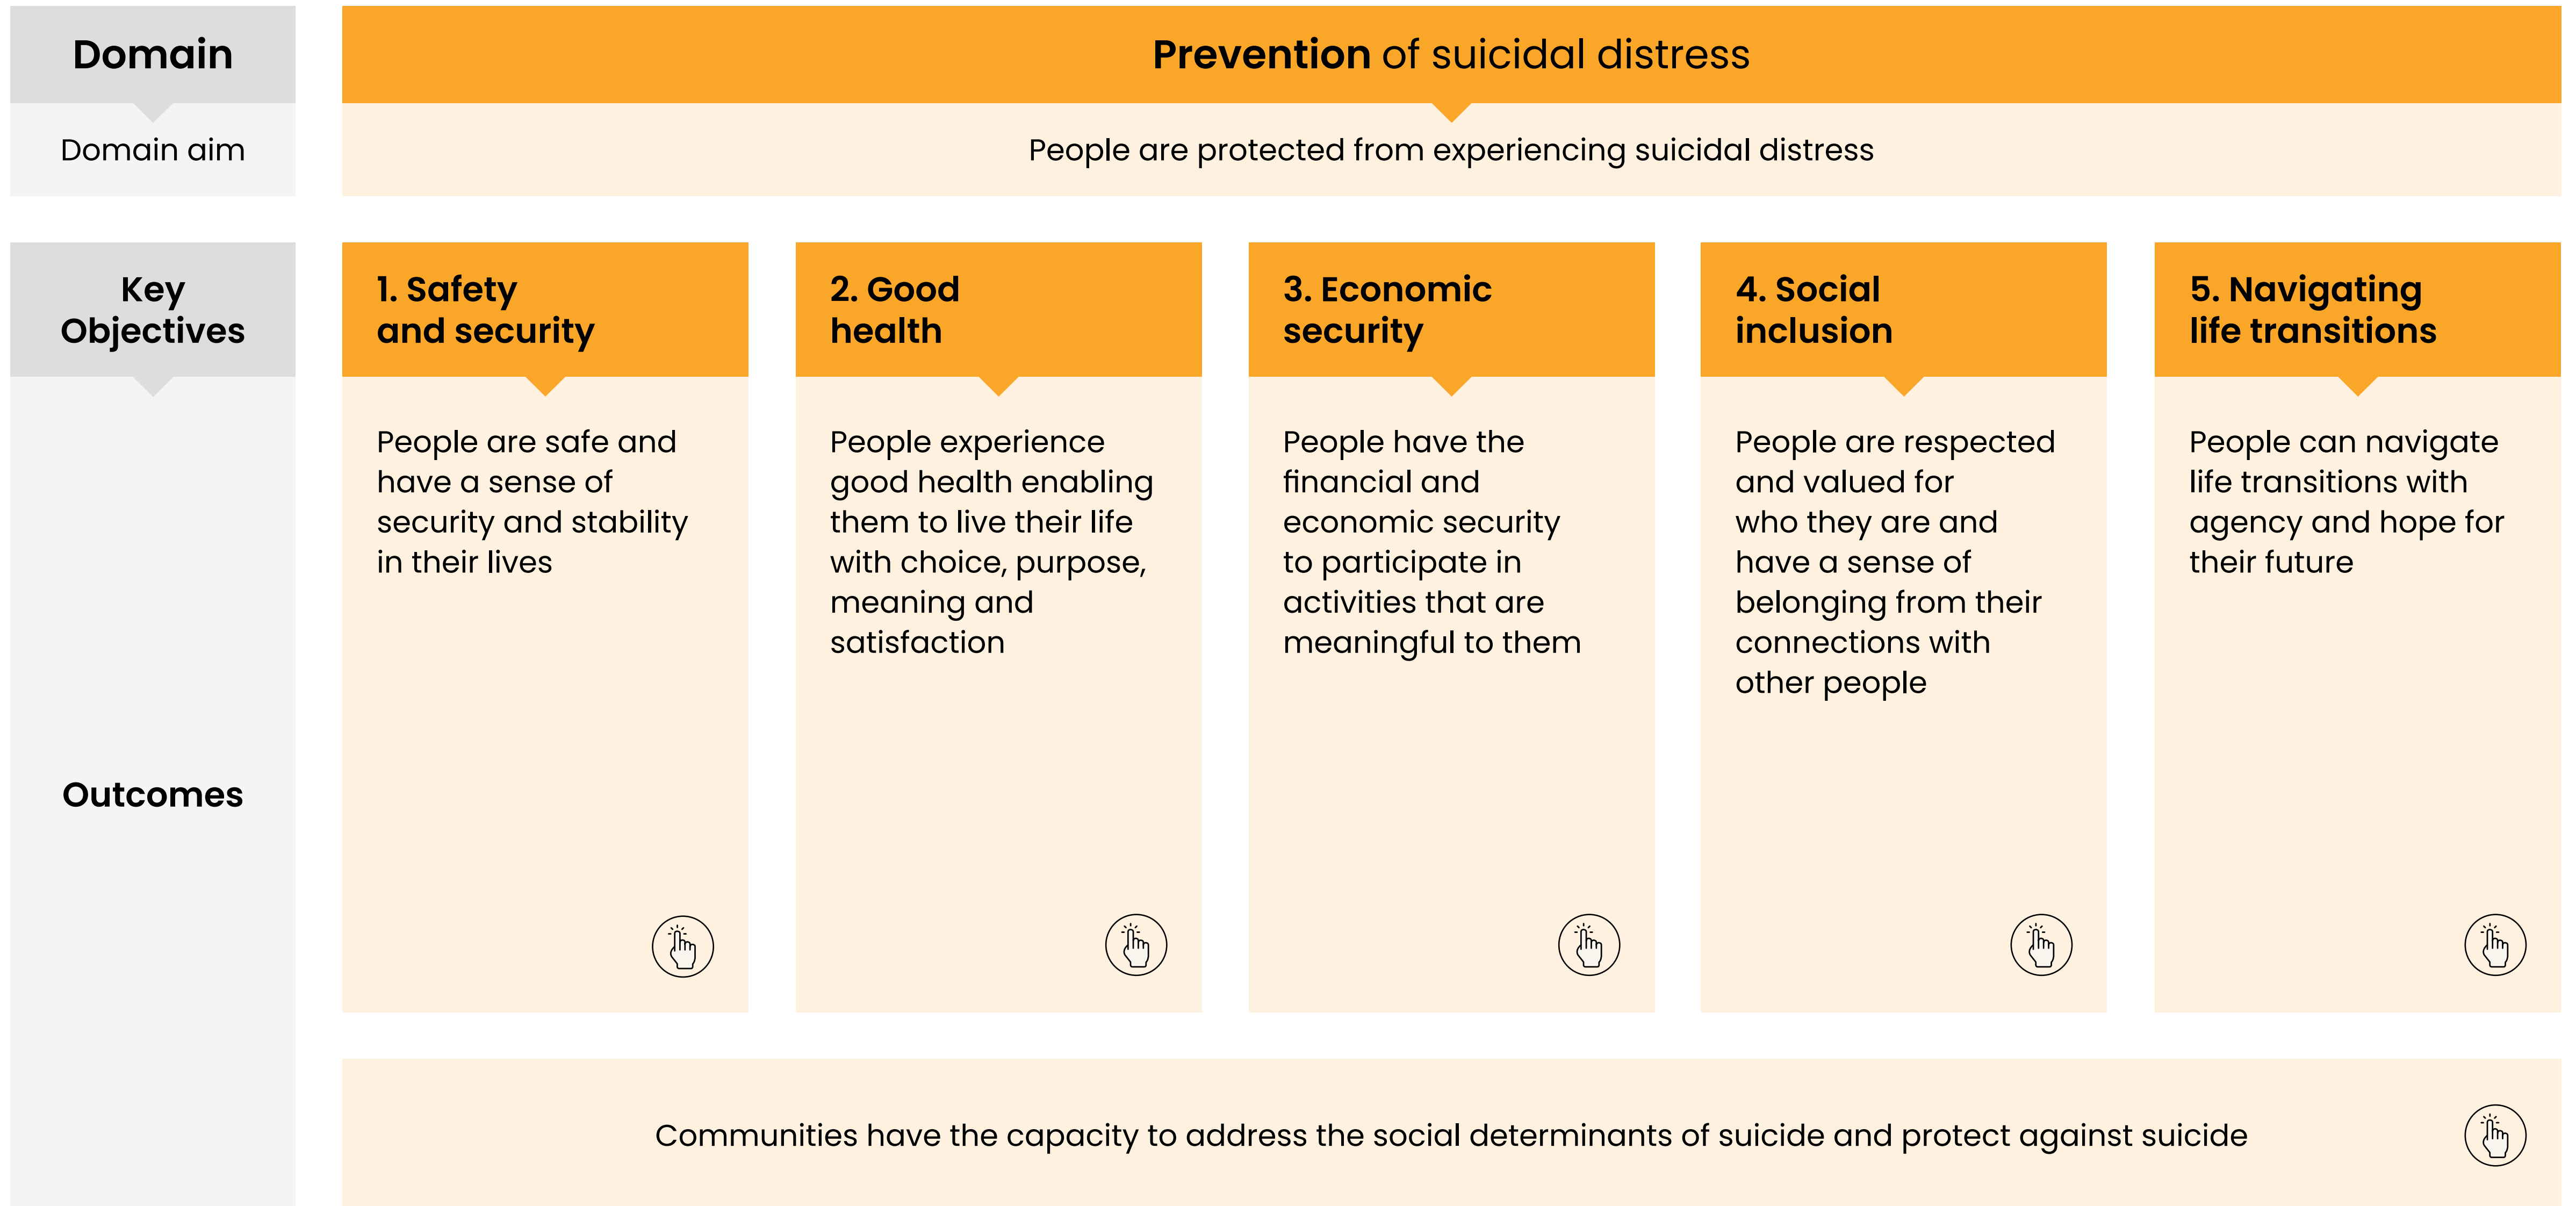 Domain
Prevention of suicidal distress
Domain aim
People are protected from experiencing suicidal distress
Key
Objectives
1. Safety
and security
2. Good
health
3. Economic
security
4. Social
inclusion
5. Navigating
life transitions
Outcomes
People are safe and
have a sense of
security and stability
in their lives
People experience
good health enabling
them to live their life
with choice, purpose,
meaning and
satisfaction
People have the
financial and
economic security
to participate in
activities that are
meaningful to them
People are respected
and valued for
who they are and
have a sense of
belonging from their
connections with
other people
People can navigate
life transitions with
agency and hope for
their future
Communities have the capacity to address the social determinants of suicide and protect against suicide